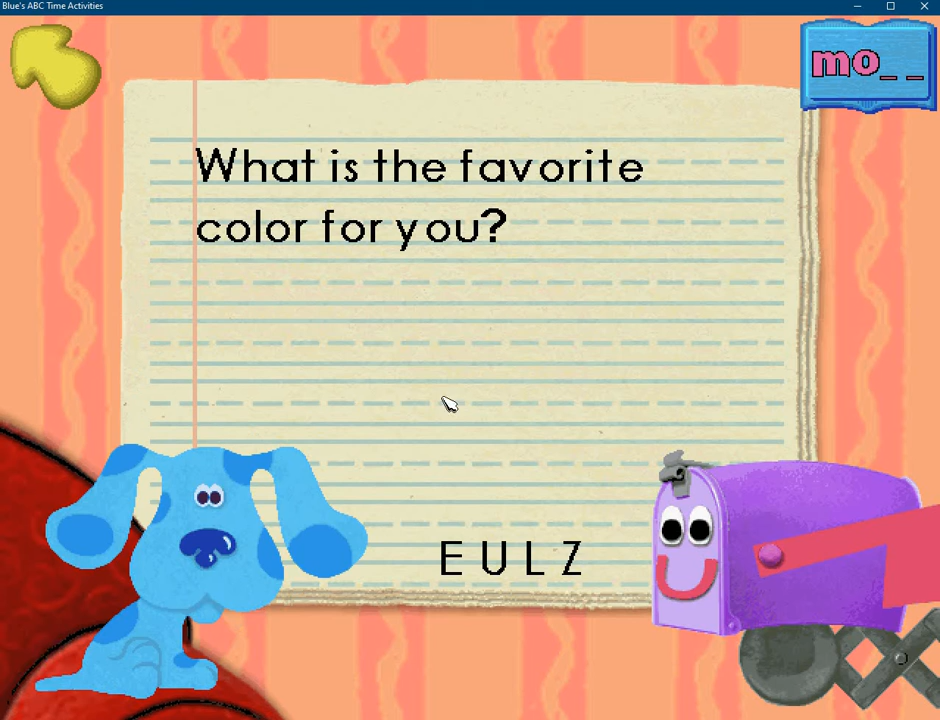 Blue's ABC Time Activities
mo_ _
What is the favorite
color for you?
E U L Z